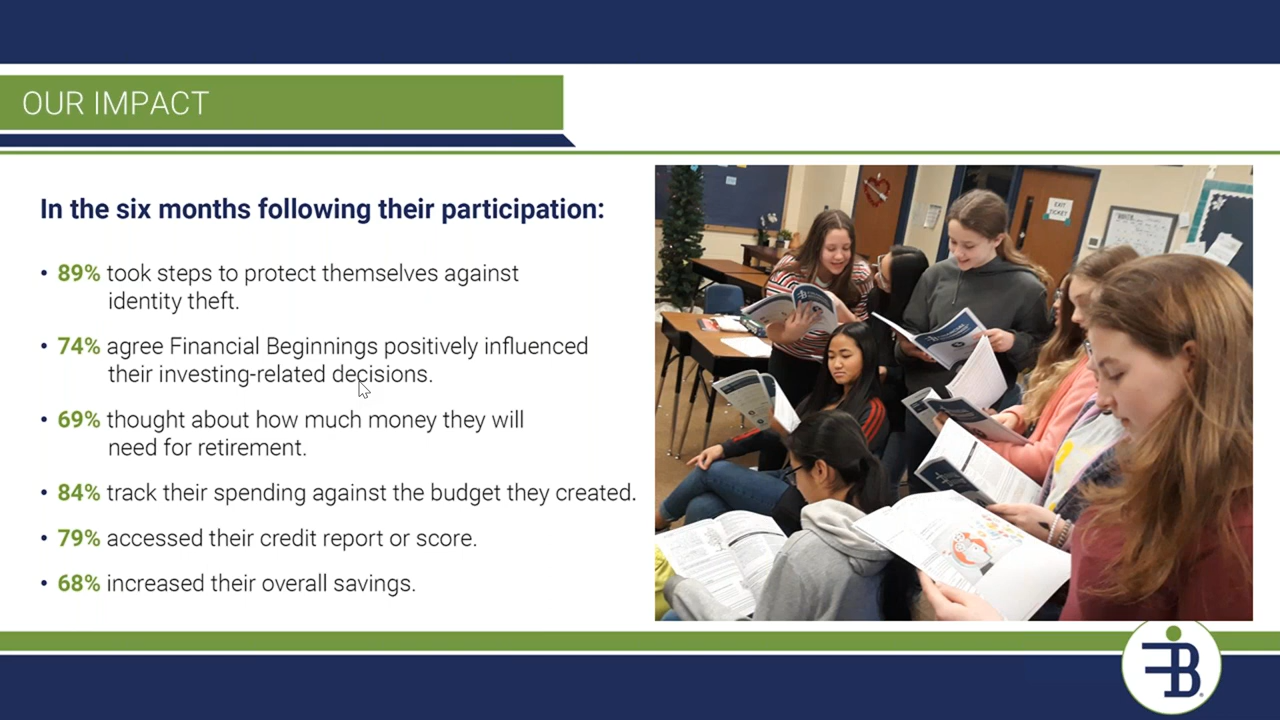 OUR IMPACT
In the six months following their participation:
• 89% took steps to protect themselves against
identity theft.
• 74% agree Financial Beginnings positively influenced
their investing-related decisions.
• 69% thought about how much money they will
need for retirement.
• 84% track their spending against the budget they created.
• 79% accessed their credit report or score.
• 68% increased their overall savings.
EXIT
TICKET
FB